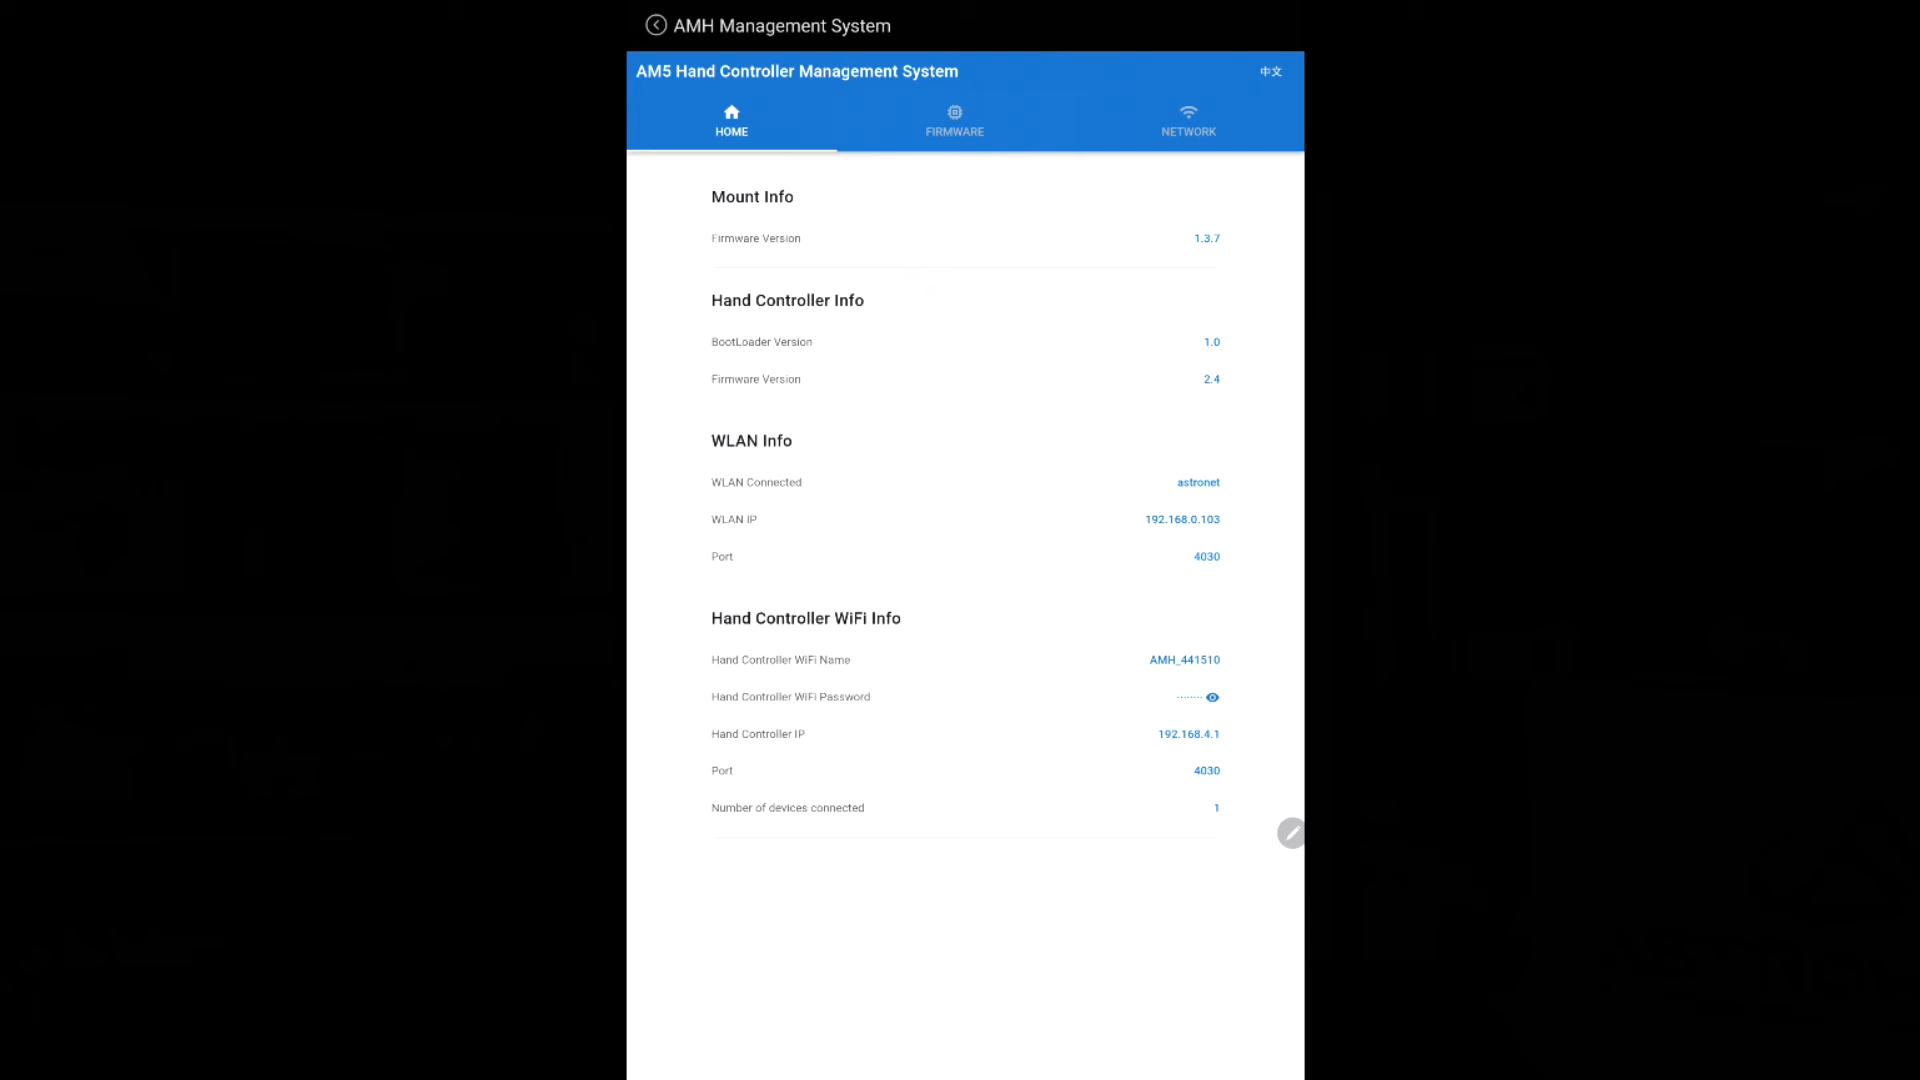 AMH Management System
AM5 Hand Controller Management System
中文
HOME
FIRMWARE
NETWORK
Mount Info
Firmware Version 1.3.7
Hand Controller Info
BootLoader Version 1.0
Firmware Version 2.4
WLAN Info
WLAN Connected astronet
WLAN IP 192.168.0.103
Port 4030
Hand Controller WiFi Info
Hand Controller WiFi Name AMH_441510
Hand Controller WiFi Password ········
Hand Controller IP 192.168.4.1
Port 4030
Number of devices connected 1